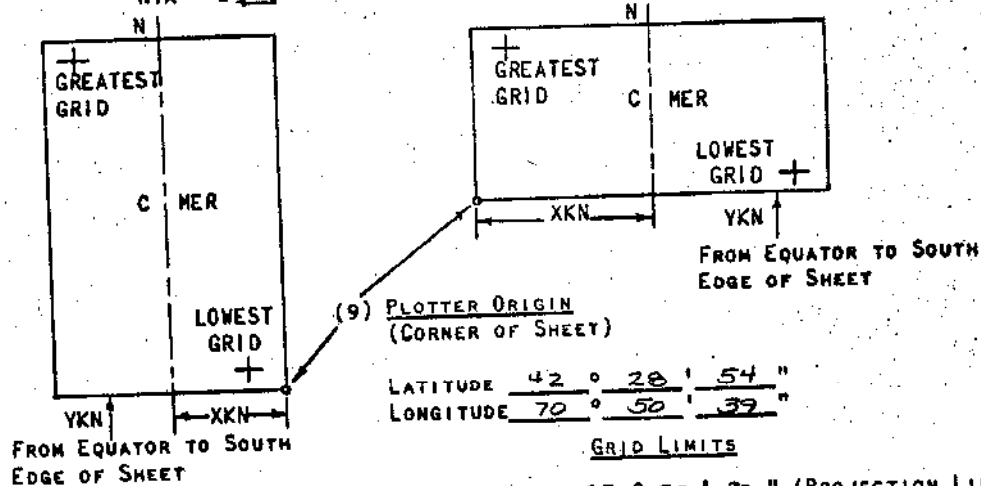 N
GREATEST
GRID
C MER
LOWEST
GRID
YKN
XKN
FROM EQUATOR TO SOUTH
EDGE OF SHEET
N
GREATEST
GRID
C MER
LOWEST
GRID
XKN
YKN
FROM EQUATOR TO SOUTH
EDGE OF SHEET
(9) PLOTTER ORIGIN
(CORNER OF SHEET)
LATITUDE 42 ° 28 ' 54 "
LONGITUDE 70 ° 50 ' 39 "
GRID LIMITS
(PROJECTION